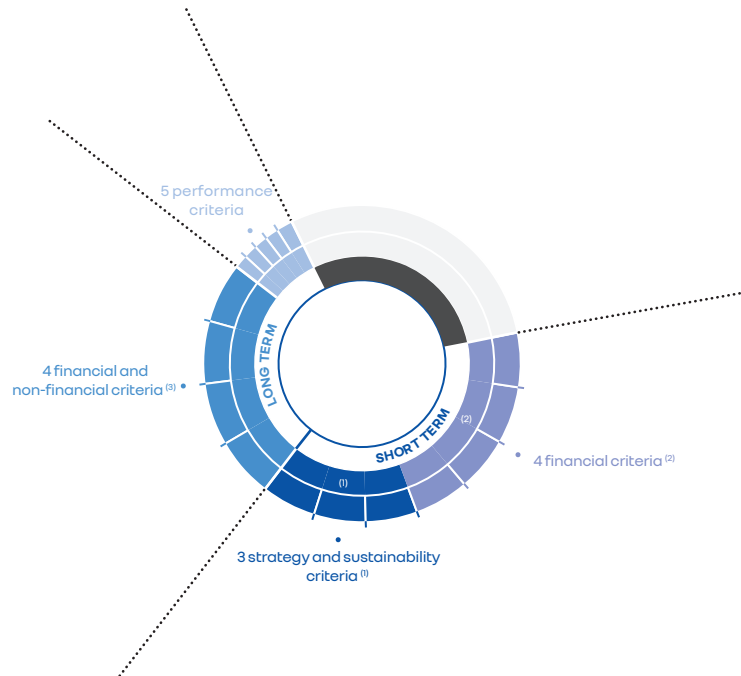 5 performance
criteria
LONG TERM
4 financial and
non-financial criteria (3)
SHORT TERM
(2)
4 financial criteria (2)
(1)
3 strategy and sustainability
criteria (1)